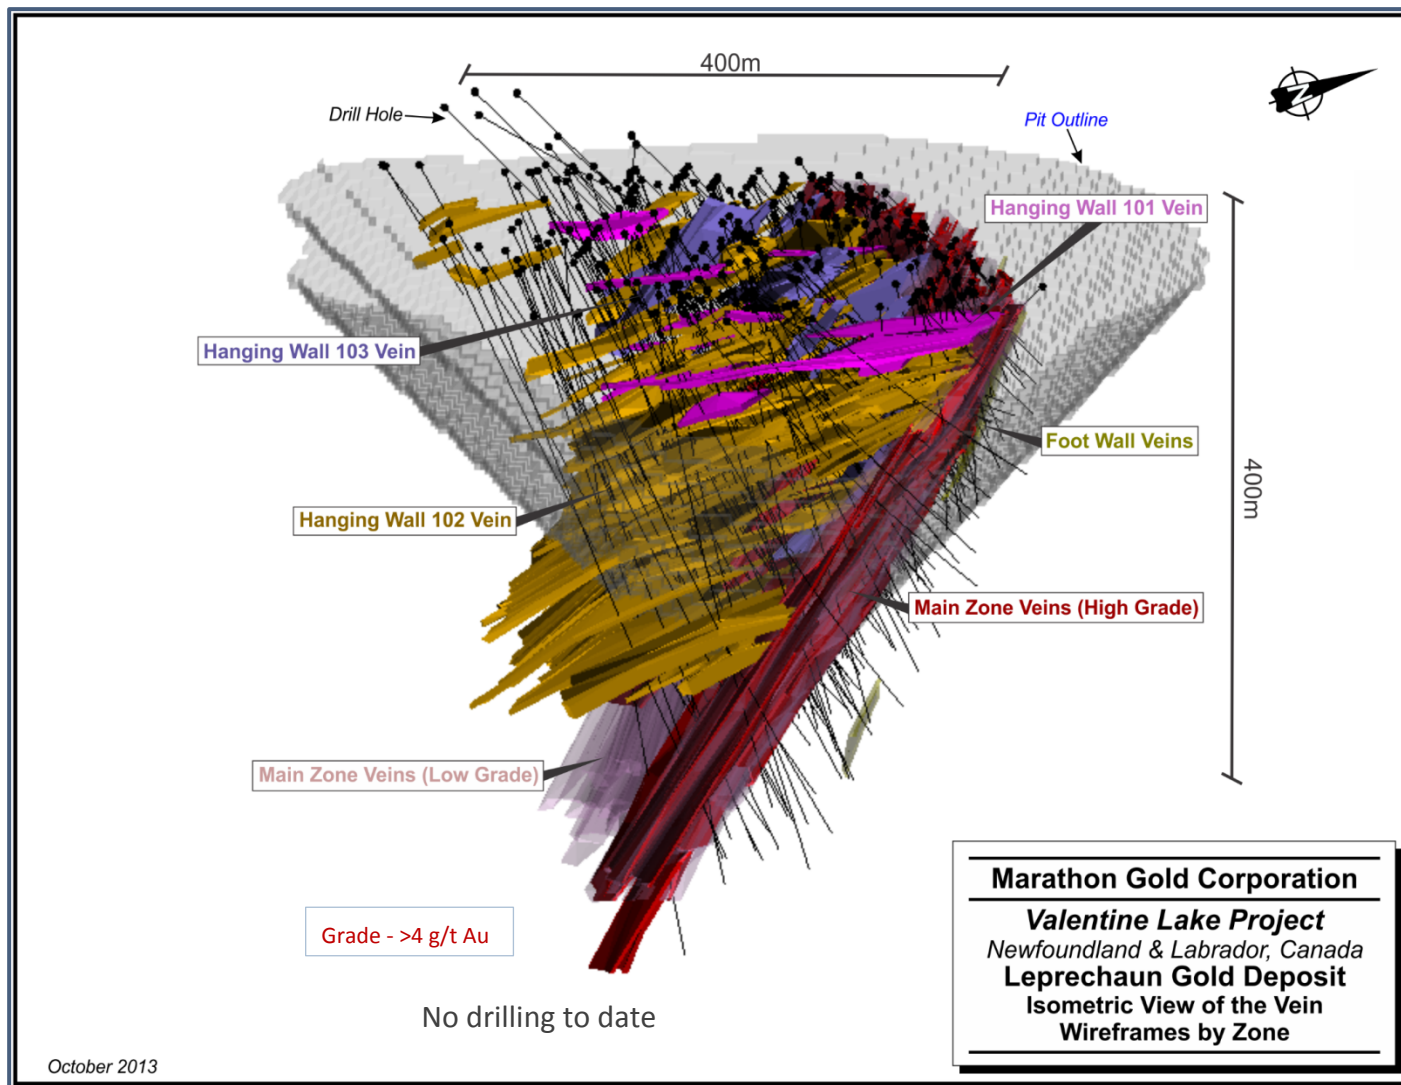 400m
Drill Hole
Pit Outline
N
Hanging Wall 101 Vein
Hanging Wall 103 Vein
Foot Wall Veins
400m
Hanging Wall 102 Vein
Main Zone Veins (High Grade)
Main Zone Veins (Low Grade)
Grade - >4 g/t Au
No drilling to date
Marathon Gold Corporation
Valentine Lake Project
Newfoundland & Labrador, Canada
Leprechaun Gold Deposit
Isometric View of the Vein
Wireframes by Zone
October 2013